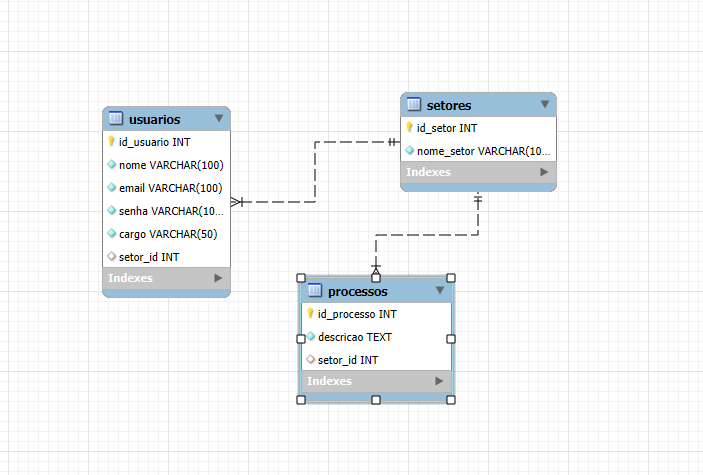 usuarios
id_usuario INT
nome VARCHAR(100)
email VARCHAR(100)
senha VARCHAR(10...
cargo VARCHAR(50)
setor_id INT
Indexes
setores
id_setor INT
nome_setor VARCHAR(10...
Indexes
processos
id_processo INT
descricao TEXT
setor_id INT
Indexes